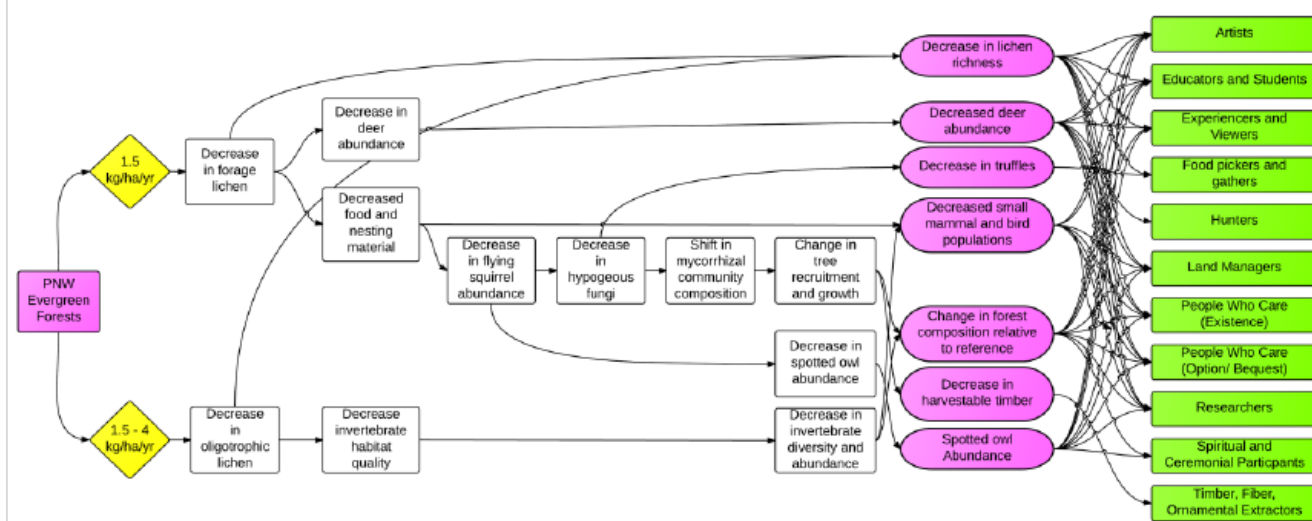 PNW
Evergreen
Forests
1.5
kg/ha/yr
1.5 - 4
kg/ha/yr
Decrease
in forage
lichen
Decrease
in
oligotrophic
lichen
Decrease in
deer
abundance
Decreased
food and
nesting
material
Decrease
invertebrate
habitat
quality
Decrease
in flying
squirrel
abundance
Decrease
in
hypogeous
fungi
Shift in
mycorrhizal
community
composition
Change in
tree
recruitment
and growth
Decrease in
spotted owl
abundance
Decrease in
invertebrate
diversity and
abundance
Decrease in lichen
richness
Decreased deer
abundance
Decrease in truffles
Decreased small
mammal and bird
populations
Change in forest
composition relative
to reference
Decrease in
harvestable timber
Spotted owl
Abundance
Artists
Educators and Students
Experiencers and
Viewers
Food pickers and
gathers
Hunters
Land Managers
People Who Care
(Existence)
People Who Care
(Option/ Bequest)
Researchers
Spiritual and
Ceremonial Particpants
Timber, Fiber,
Ornamental Extractors